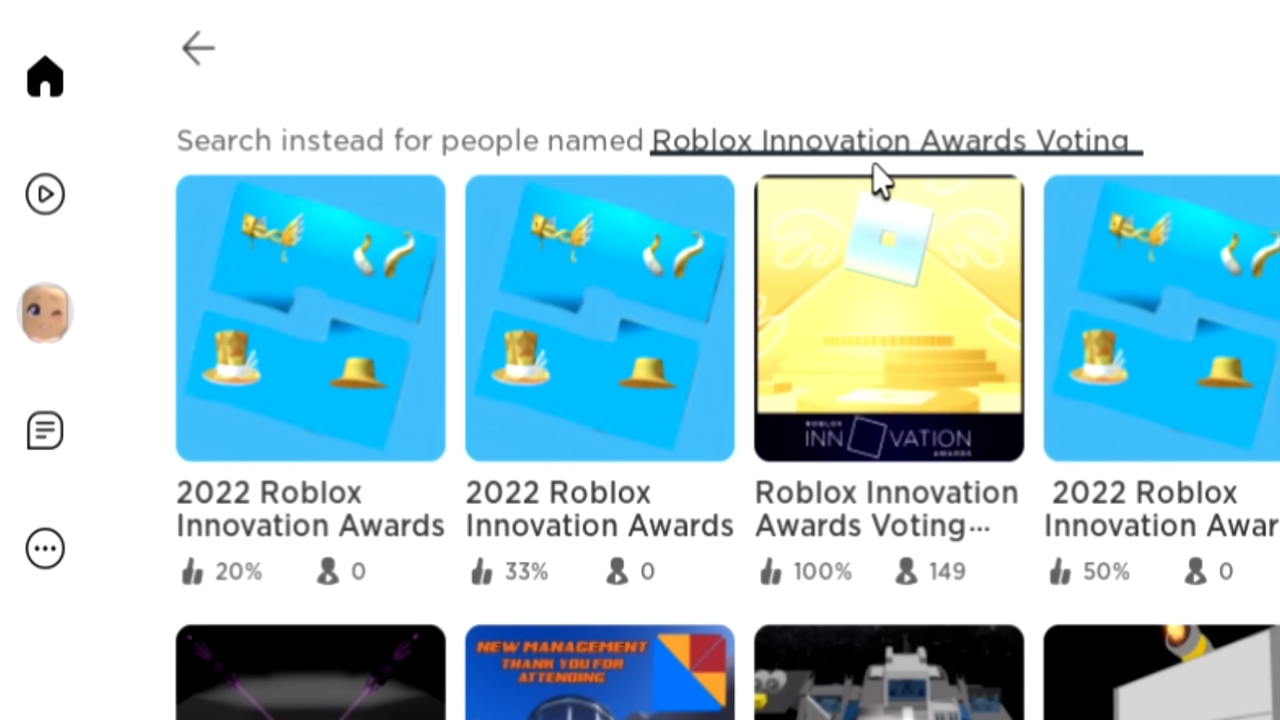 Search instead for people named Roblox Innovation Awards Voting
ROBLOX
INNOVATION
AWARDS
2022 Roblox
Innovation Awards
20% 0
2022 Roblox
Innovation Awards
33% 0
Roblox Innovation
Awards Voting...
100% 149
2022 Roblox
Innovation Awar
50% 0
NEW MANAGEMENT
THANK YOU FOR
ATTENDING